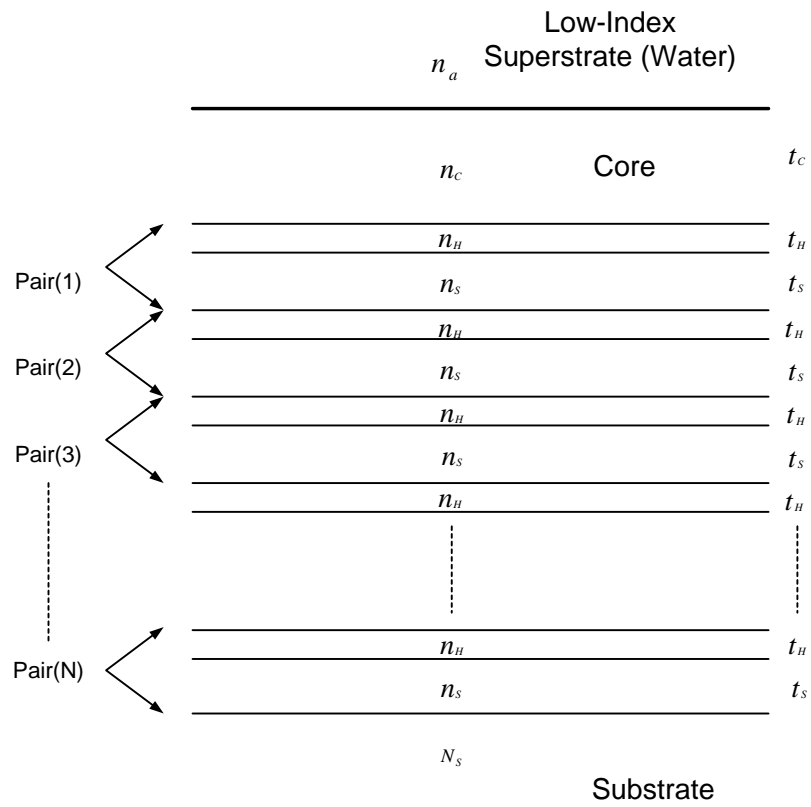 Low-Index
Superstrate (Water)
n_a
n_C Core t_C
n_H t_H
Pair(1)
n_S t_S
n_H t_H
Pair(2)
n_S t_S
n_H t_H
Pair(3)
n_S t_S
n_H t_H
n_H t_H
Pair(N)
n_S t_S
N_S
Substrate